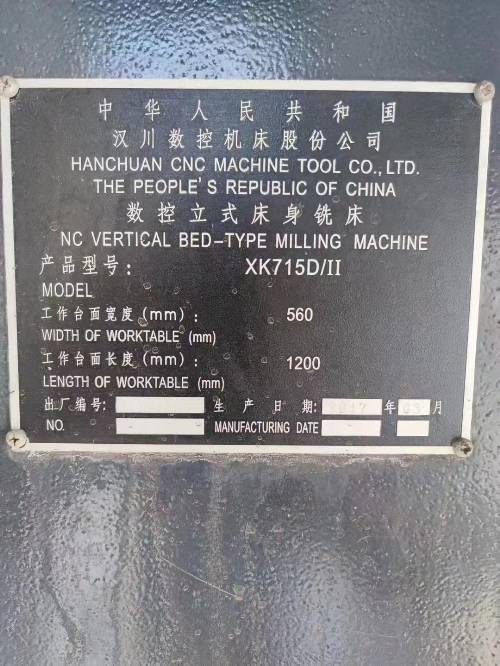 中华人民共和国
汉川数控机床股份公司
HANCHUAN CNC MACHINE TOOL CO., LTD.
THE PEOPLE'S REPUBLIC OF CHINA
数控立式床身铣床
NC VERTICAL BED-TYPE MILLING MACHINE
产品型号: XK715D/II
MODEL
工作台面宽度(mm): 560
WIDTH OF WORKTABLE (mm)
工作台面长度(mm): 1200
LENGTH OF WORKTABLE (mm)
出厂编号: 生产日期: 2017 年 月
NO. MANUFACTURING DATE